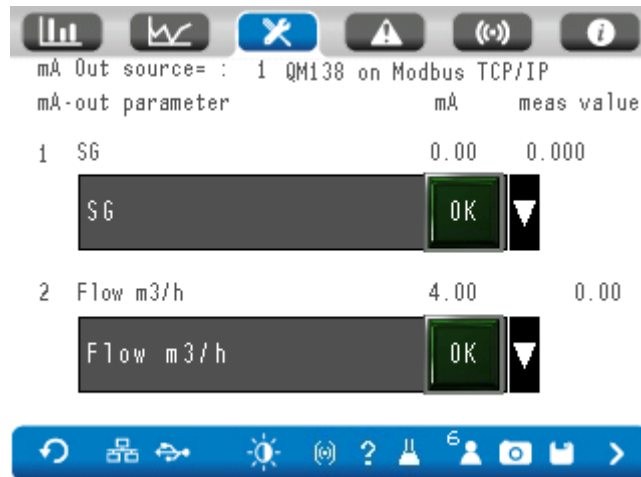 mA Out source= : 1 QM138 on Modbus TCP/IP
mA-out parameter mA meas value
1 SG 0.00 0.000
SG OK
2 Flow m3/h 4.00 0.00
Flow m3/h OK
? 6